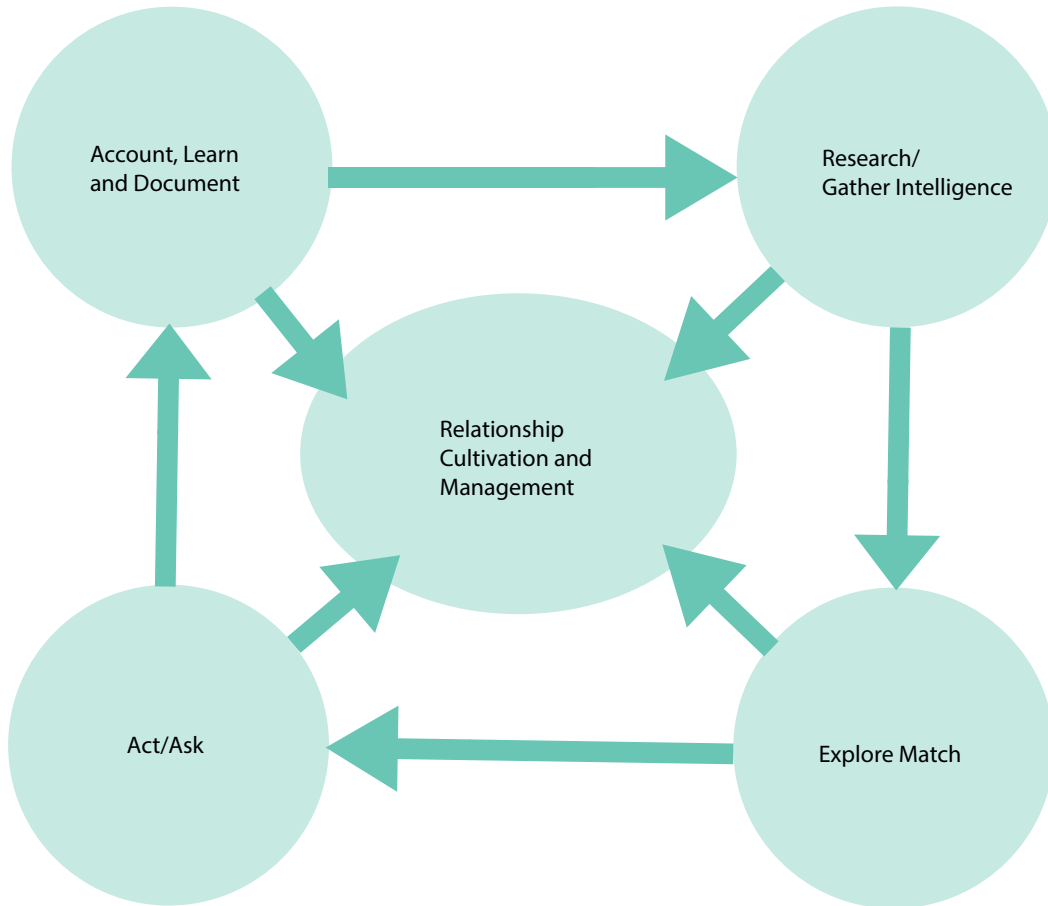 Account, Learn
and Document
Research/
Gather Intelligence
Relationship
Cultivation and
Management
Act/Ask
Explore Match